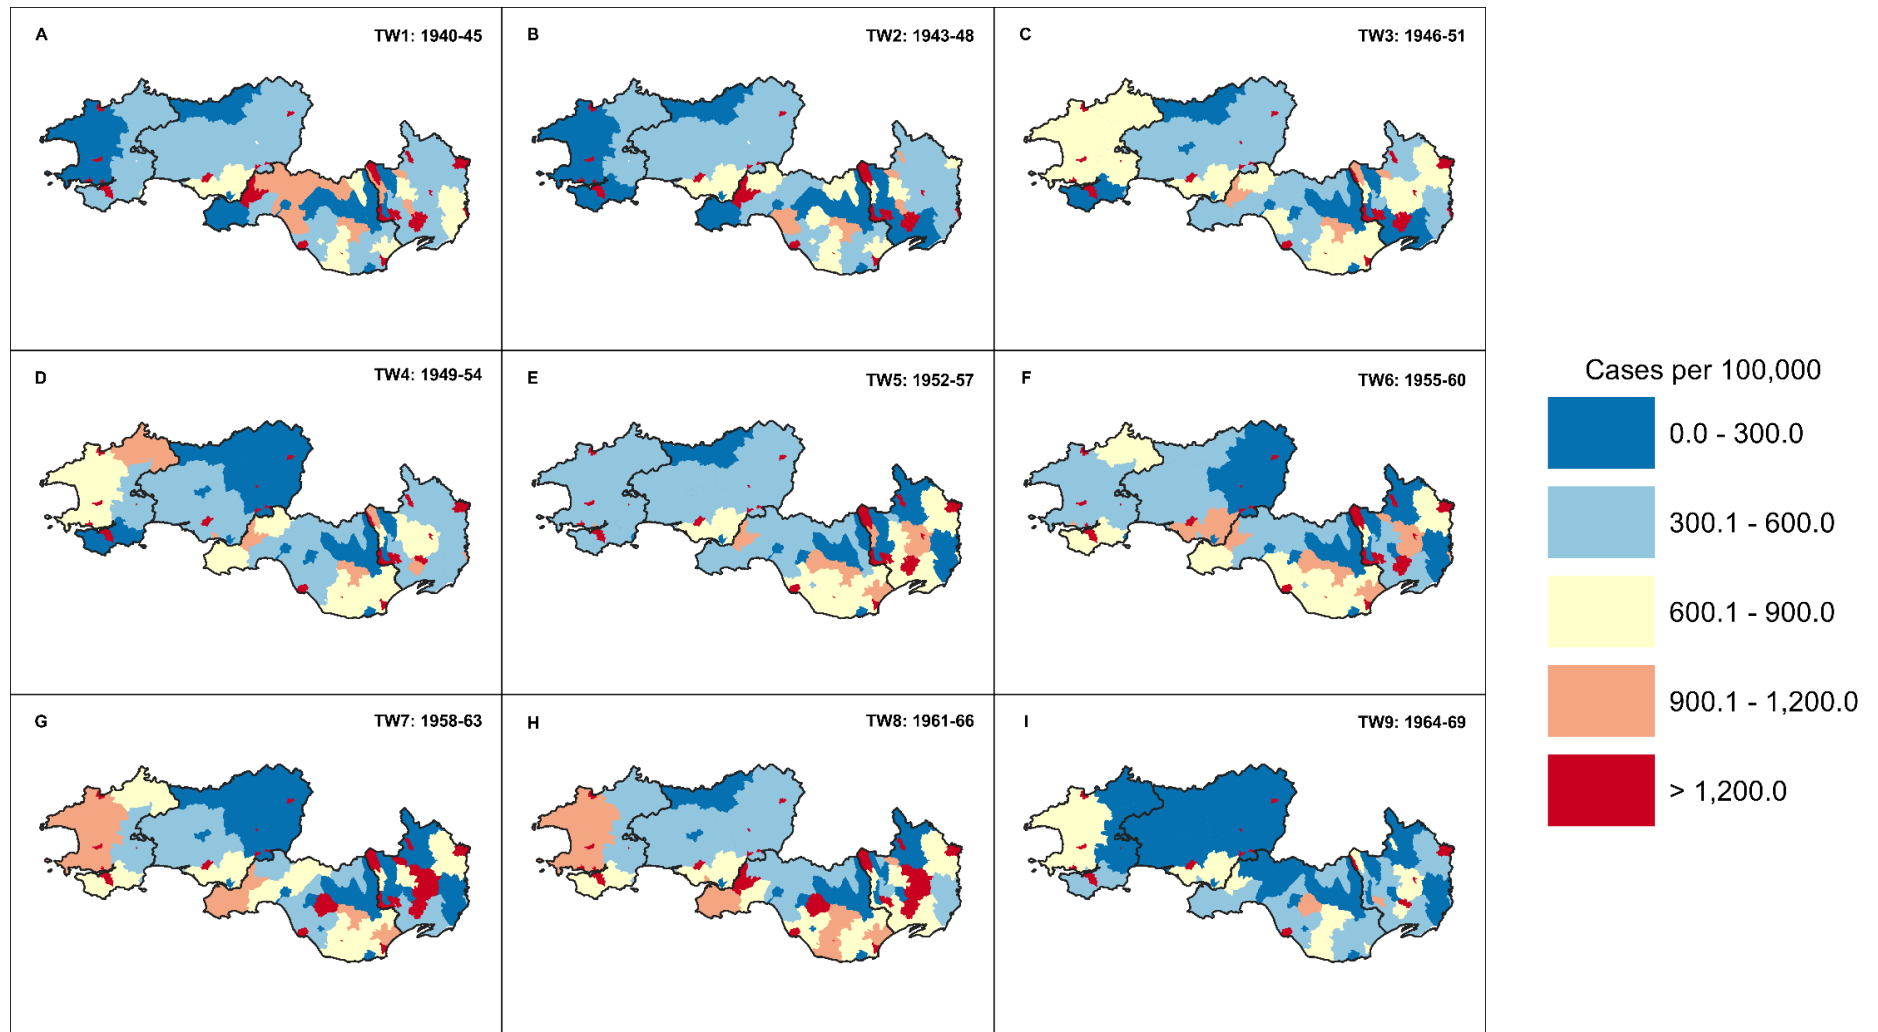 A
TW1: 1940-45
B
TW2: 1943-48
C
TW3: 1946-51
D
TW4: 1949-54
E
TW5: 1952-57
F
TW6: 1955-60
G
TW7: 1958-63
H
TW8: 1961-66
I
TW9: 1964-69
Cases per 100,000
0.0 - 300.0
300.1 - 600.0
600.1 - 900.0
900.1 - 1,200.0
> 1,200.0